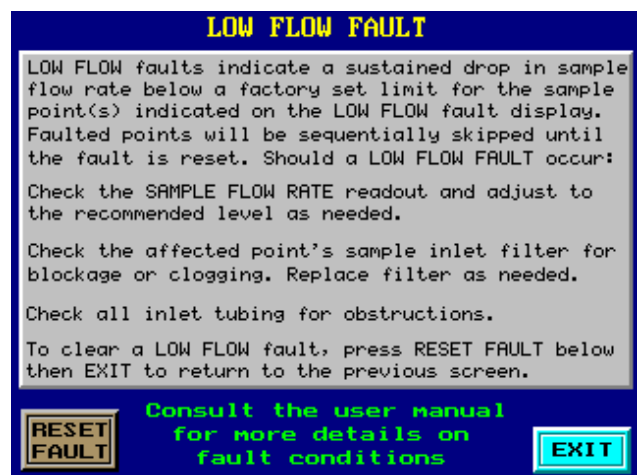 LOW FLOW FAULT
LOW FLOW faults indicate a sustained drop in sample
flow rate below a factory set limit for the sample
point(s) indicated on the LOW FLOW fault display.
Faulted points will be sequentially skipped until
the fault is reset. Should a LOW FLOW FAULT occur:
Check the SAMPLE FLOW RATE readout and adjust to
the recommended level as needed.
Check the affected point's sample inlet filter for
blockage or clogging. Replace filter as needed.
Check all inlet tubing for obstructions.
To clear a LOW FLOW fault, press RESET FAULT below
then EXIT to return to the previous screen.
RESET
FAULT
Consult the user manual
for more details on
fault conditions
EXIT